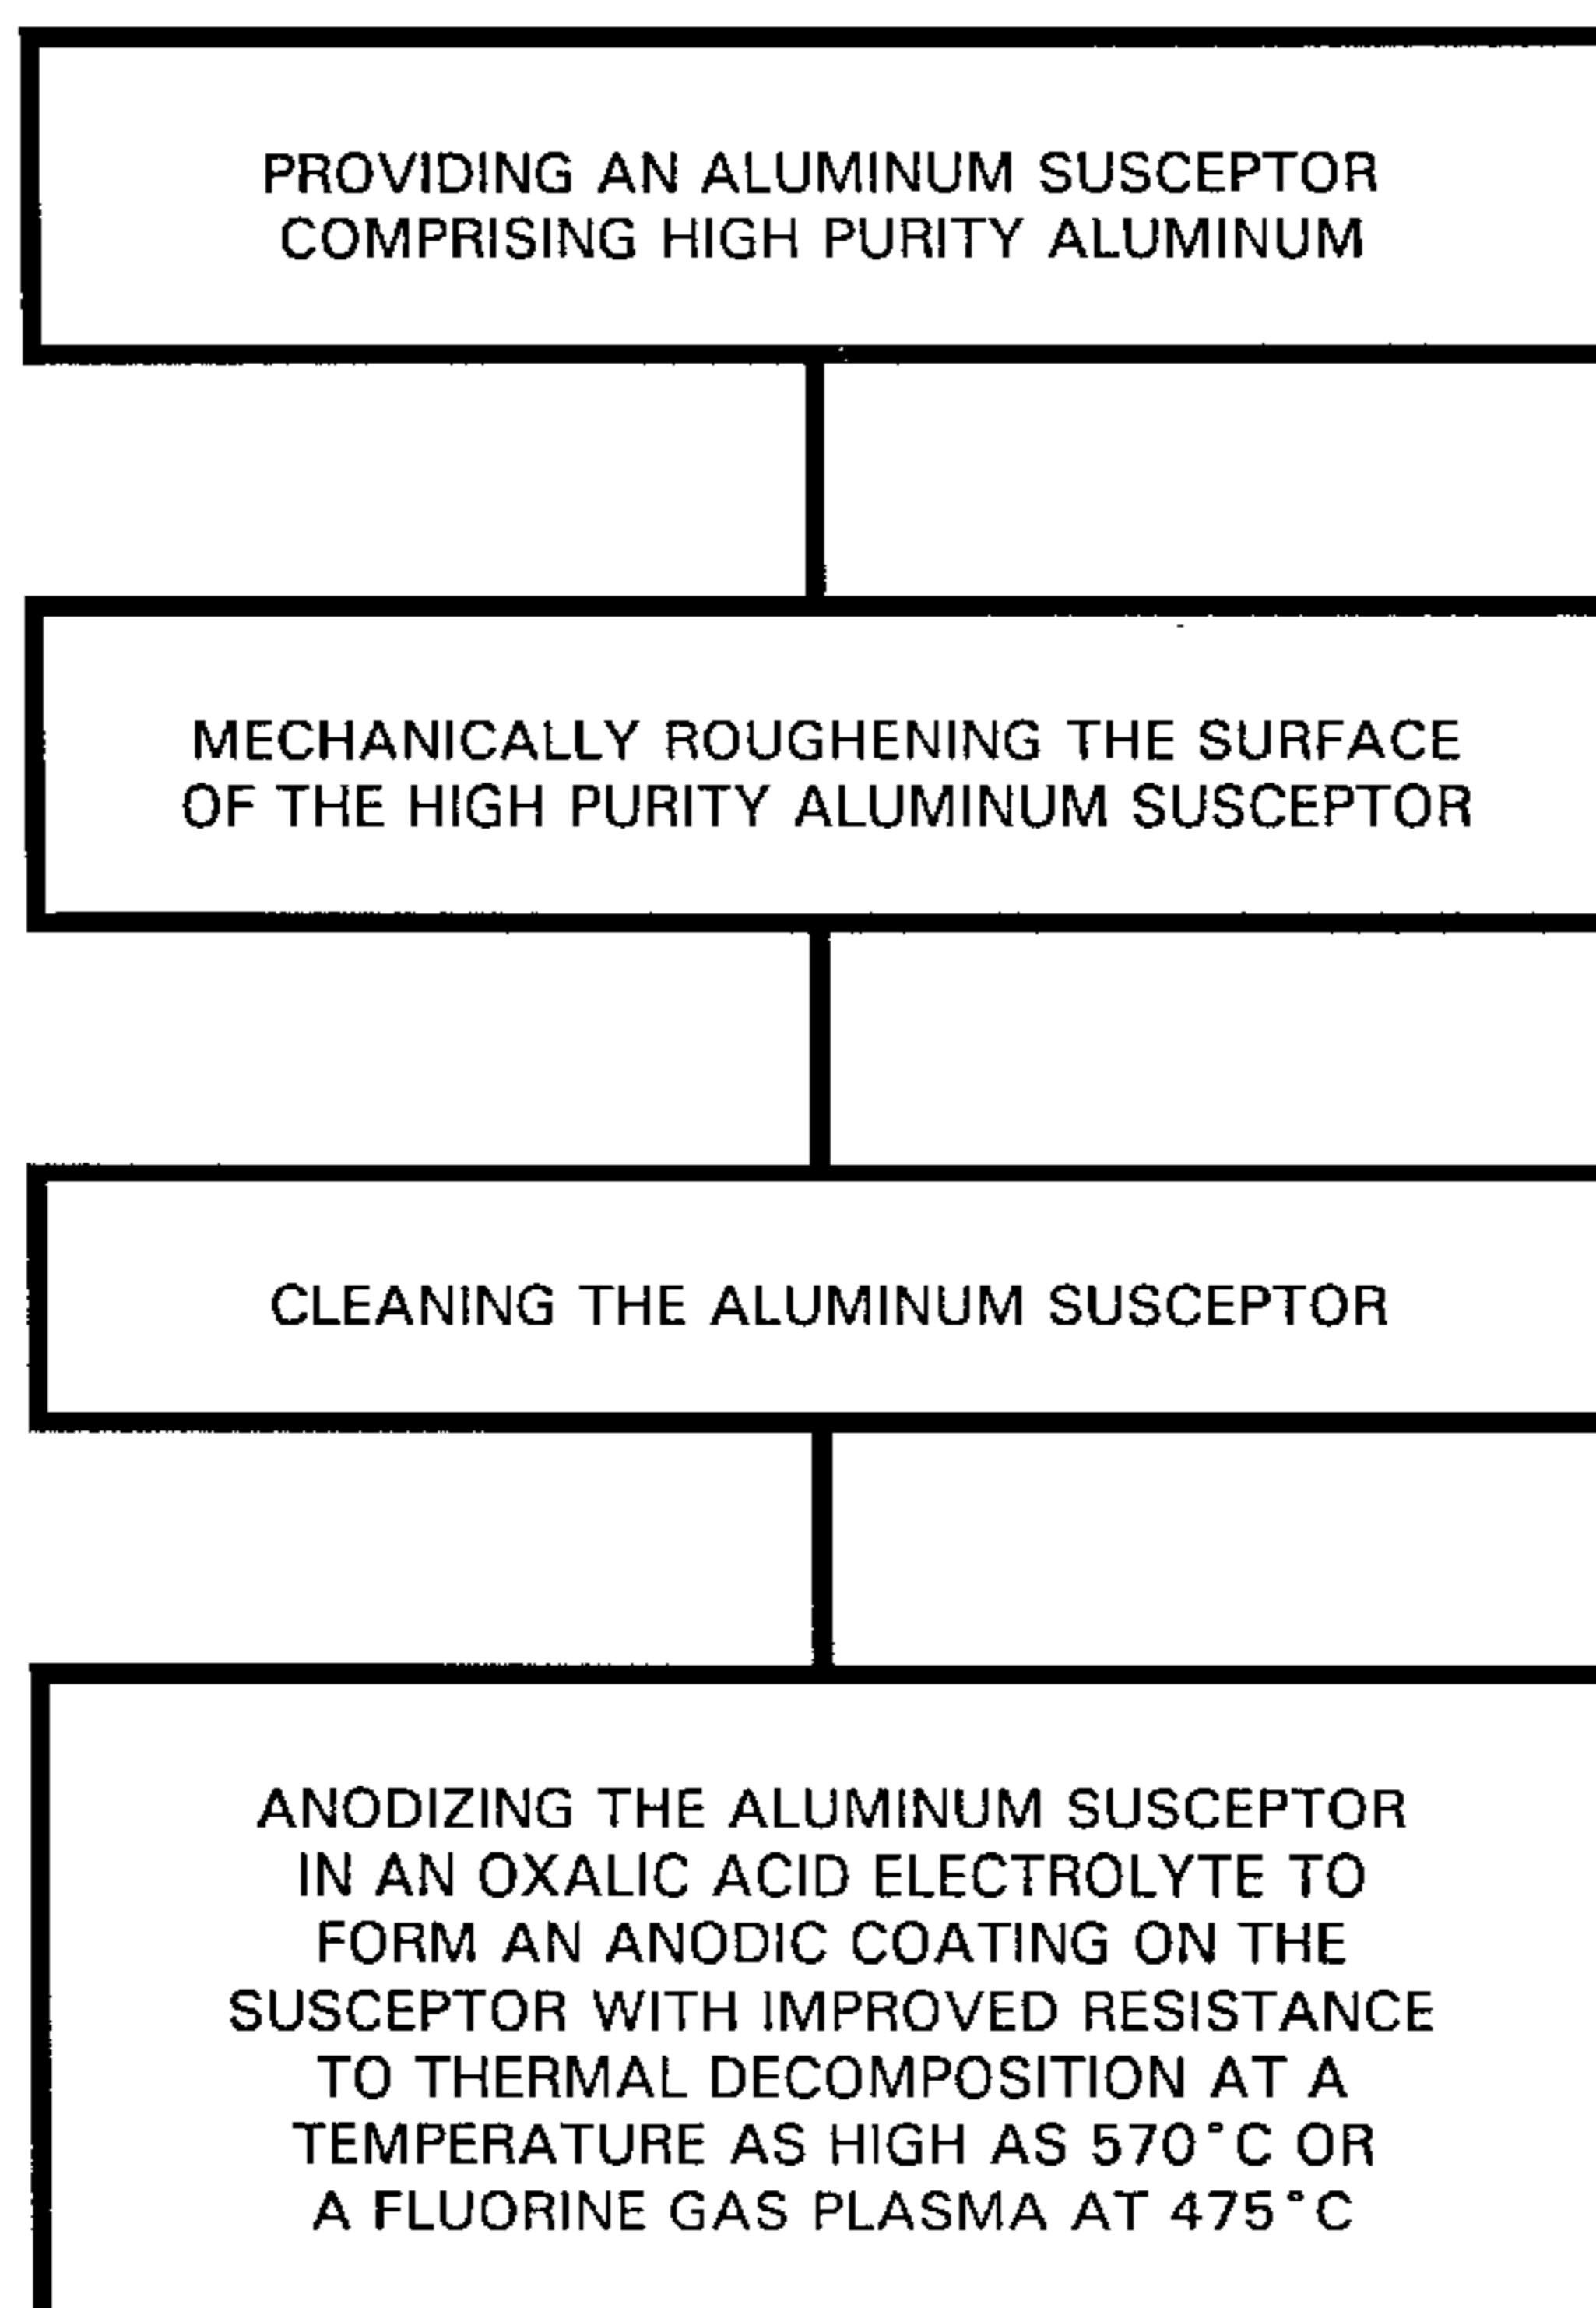 PROVIDING AN ALUMINUM SUSCEPTOR
COMPRISING HIGH PURITY ALUMINUM
MECHANICALLY ROUGHENING THE SURFACE
OF THE HIGH PURITY ALUMINUM SUSCEPTOR
CLEANING THE ALUMINUM SUSCEPTOR
ANODIZING THE ALUMINUM SUSCEPTOR
IN AN OXALIC ACID ELECTROLYTE TO
FORM AN ANODIC COATING ON THE
SUSCEPTOR WITH IMPROVED RESISTANCE
TO THERMAL DECOMPOSITION AT A
TEMPERATURE AS HIGH AS 570°C OR
A FLUORINE GAS PLASMA AT 475°C